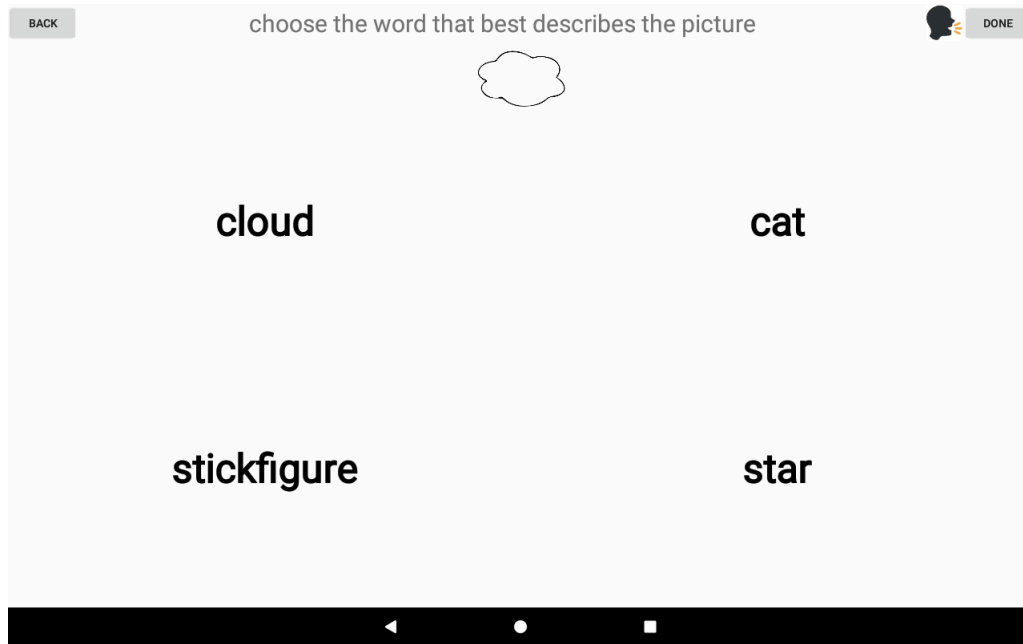 BACK
choose the word that best describes the picture
DONE
cloud
cat
stickfigure
star